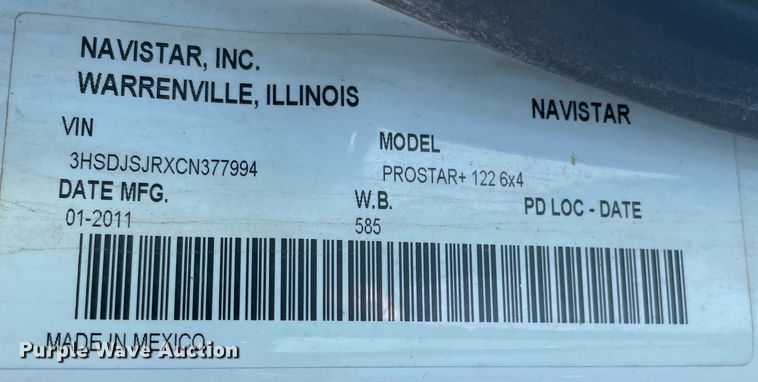 NAVISTAR, INC.
WARRENVILLE, ILLINOIS
NAVISTAR
VIN
MODEL
3HSDJSJRXCN377994
PROSTAR+ 122 6x4
DATE MFG.
W.B.
PD LOC - DATE
01-2011
585
MADE IN MEXICO
Purple Wave Auction